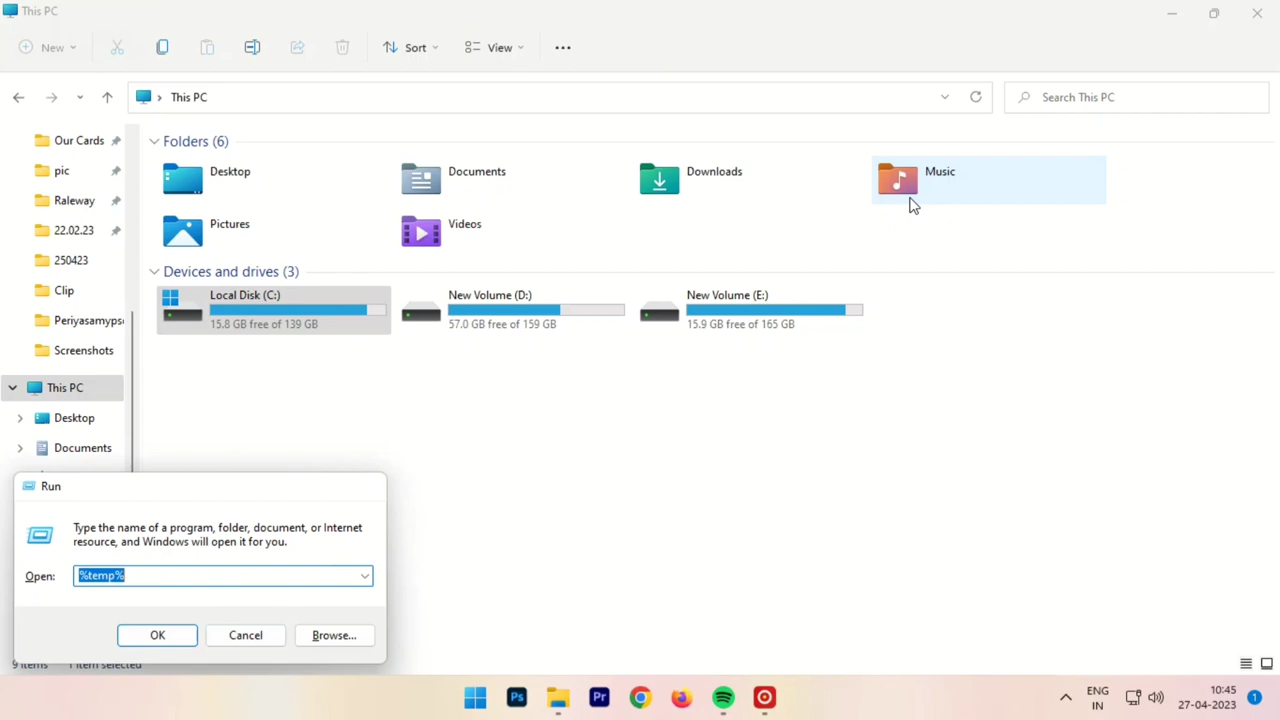 This PC
New
Sort
View
This PC
Search This PC
Our Cards
pic
Raleway
22.02.23
250423
Clip
Periyasamyps
Screenshots
This PC
Desktop
Documents
Folders (6)
Desktop
Documents
Downloads
Music
Pictures
Videos
Devices and drives (3)
Local Disk (C:)
15.8 GB free of 139 GB
New Volume (D:)
57.0 GB free of 159 GB
New Volume (E:)
15.9 GB free of 165 GB
Run
Type the name of a program, folder, document, or Internet
resource, and Windows will open it for you.
Open:
%temp%
OK
Cancel
Browse...
9 items
1 item selected
Ps
Pr
ENG
IN
10:45
27-04-2023
1